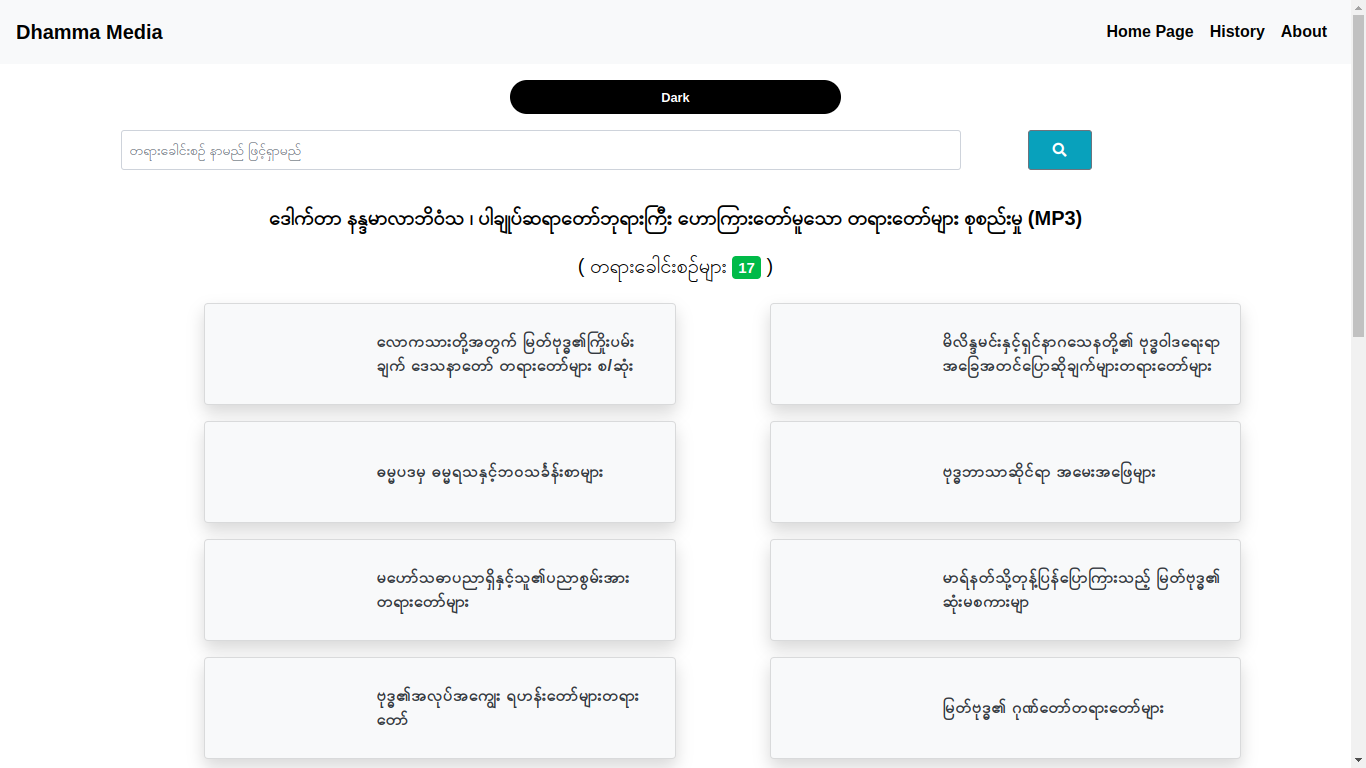 Dhamma Media
Home Page History About
Dark
တရားခေါင်းစဉ် နာမည် ဖြင့်ရှာမည်
ဒေါက်တာ နန္ဒမာလာဘိဝံသ ၊ ပါချုပ်ဆရာတော်ဘုရားကြီး ဟောကြားတော်မူသော တရားတော်များ စုစည်းမှု (MP3)
( တရားခေါင်းစဉ်များ 17 )
လောကသားတို့အတွက် မြတ်ဗုဒ္ဓ၏ကြိုးပမ်း
ချက် ဒေသနာတော် တရားတော်များ စ/ဆုံး
မိလိန္ဒမင်းနှင့်ရှင်နာဂသေနတို့၏ ဗုဒ္ဓဝါဒရေးရာ
အခြေအတင်ပြောဆိုချက်များတရားတော်များ
ဓမ္မပဒမှ ဓမ္မရသနှင့်ဘဝသင်္ခန်းစာများ
ဗုဒ္ဓဘာသာဆိုင်ရာ အမေးအဖြေများ
မဟော်သဓာပညာရှိနှင့်သူ၏ပညာစွမ်းအား
တရားတော်များ
မာရ်နတ်သို့တုန့်ပြန်ပြောကြားသည့် မြတ်ဗုဒ္ဓ၏
ဆုံးမစကားမျာ
ဗုဒ္ဓ၏အလုပ်အကျွေး ရဟန်းတော်များတရား
တော်
မြတ်ဗုဒ္ဓ၏ ဂုဏ်တော်တရားတော်များ